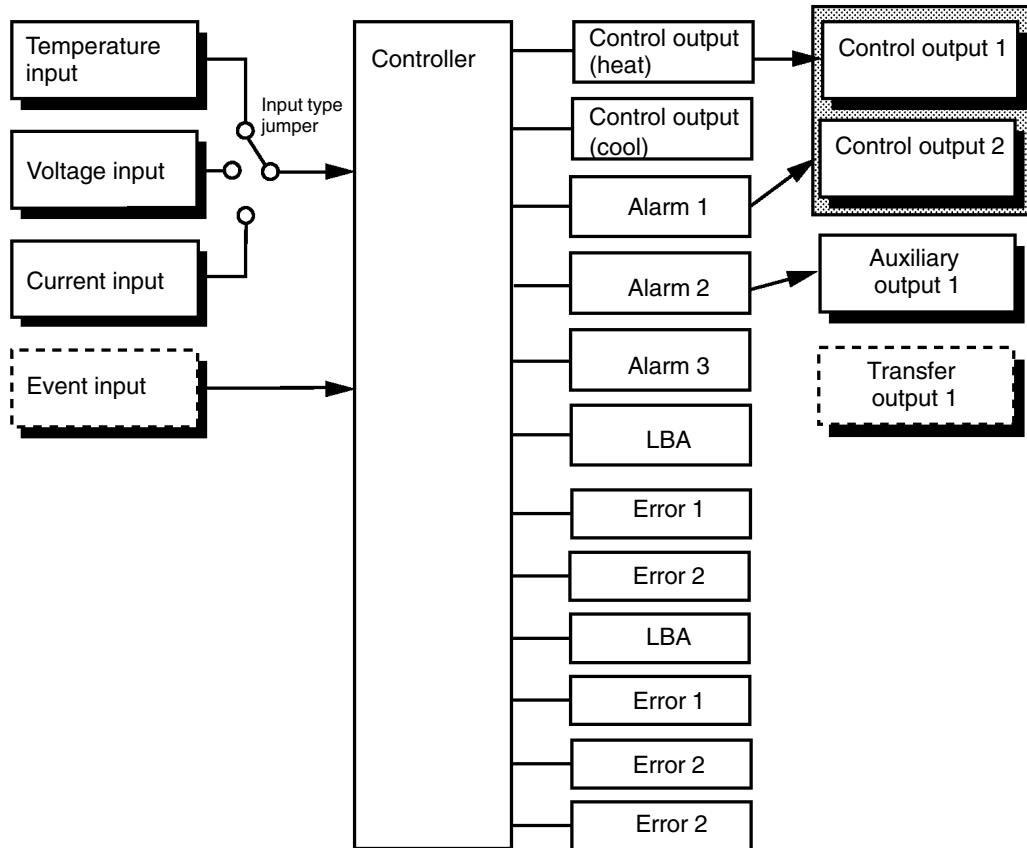 Temperature
input
Voltage input
Current input
Event input
Input type
jumper
Controller
Control output
(heat)
Control output
(cool)
Alarm 1
Alarm 2
Alarm 3
LBA
Error 1
Error 2
LBA
Error 1
Error 2
Error 2
Control output 1
Control output 2
Auxiliary
output 1
Transfer
output 1